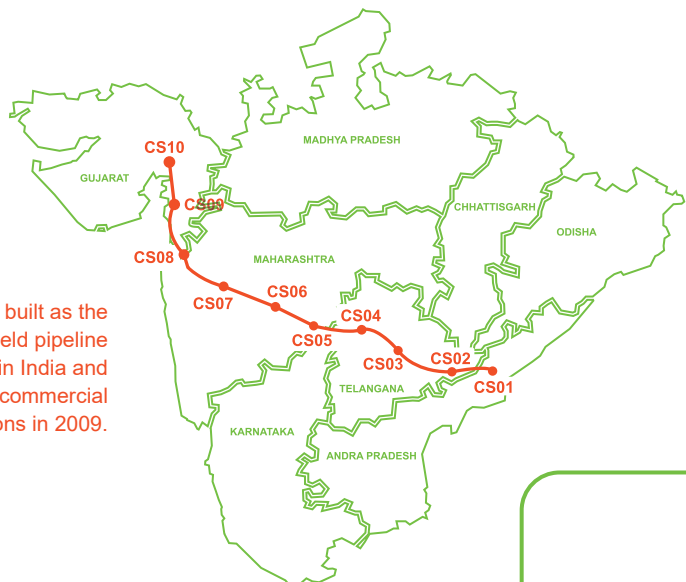 MADHYA PRADESH
CS10
GUJARAT
CS09
CHHATTISGARH
ODISHA
CS08
MAHARASHTRA
CS07
CS06
built as the
CS04
eld pipeline
CS05
in India and
CS03
CS02
commercial
TELANGANA
CS01
ons in 2009.
KARNATAKA
ANDRA PRADESH